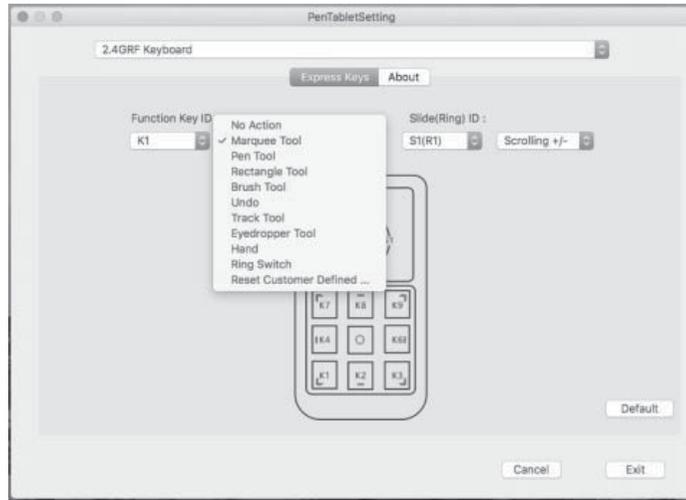 PenTabletSetting
2.4GRF Keyboard
Express Keys About
Function Key ID Slide(Ring) ID :
K1 S1(R1) Scrolling +/-
No Action
✓ Marquee Tool
Pen Tool
Rectangle Tool
Brush Tool
Undo
Track Tool
Eyedropper Tool
Hand
Ring Switch
Reset Customer Defined ...
K7 K8 K9
K4 K6
K1 K2 K3
Default
Cancel Exit